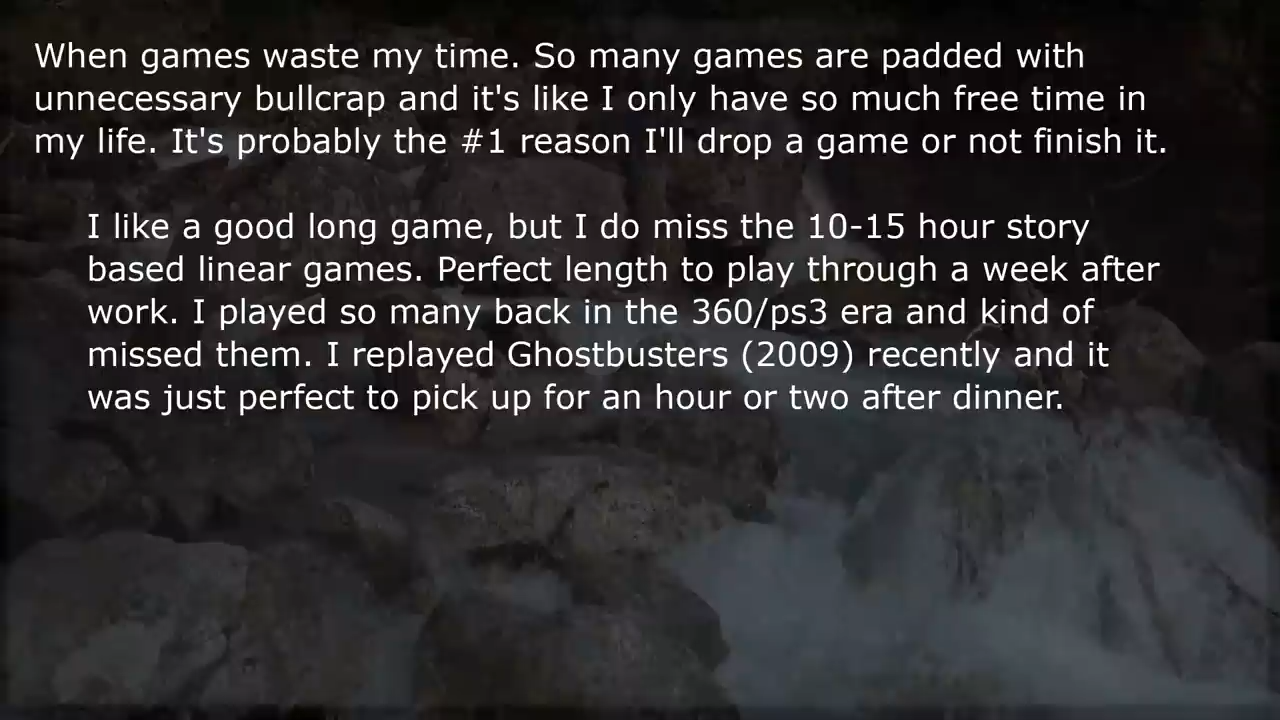 When games waste my time. So many games are padded with
unnecessary bullcrap and it's like I only have so much free time in
my life. It's probably the #1 reason I'll drop a game or not finish it.
I like a good long game, but I do miss the 10-15 hour story
based linear games. Perfect length to play through a week after
work. I played so many back in the 360/ps3 era and kind of
missed them. I replayed Ghostbusters (2009) recently and it
was just perfect to pick up for an hour or two after dinner.